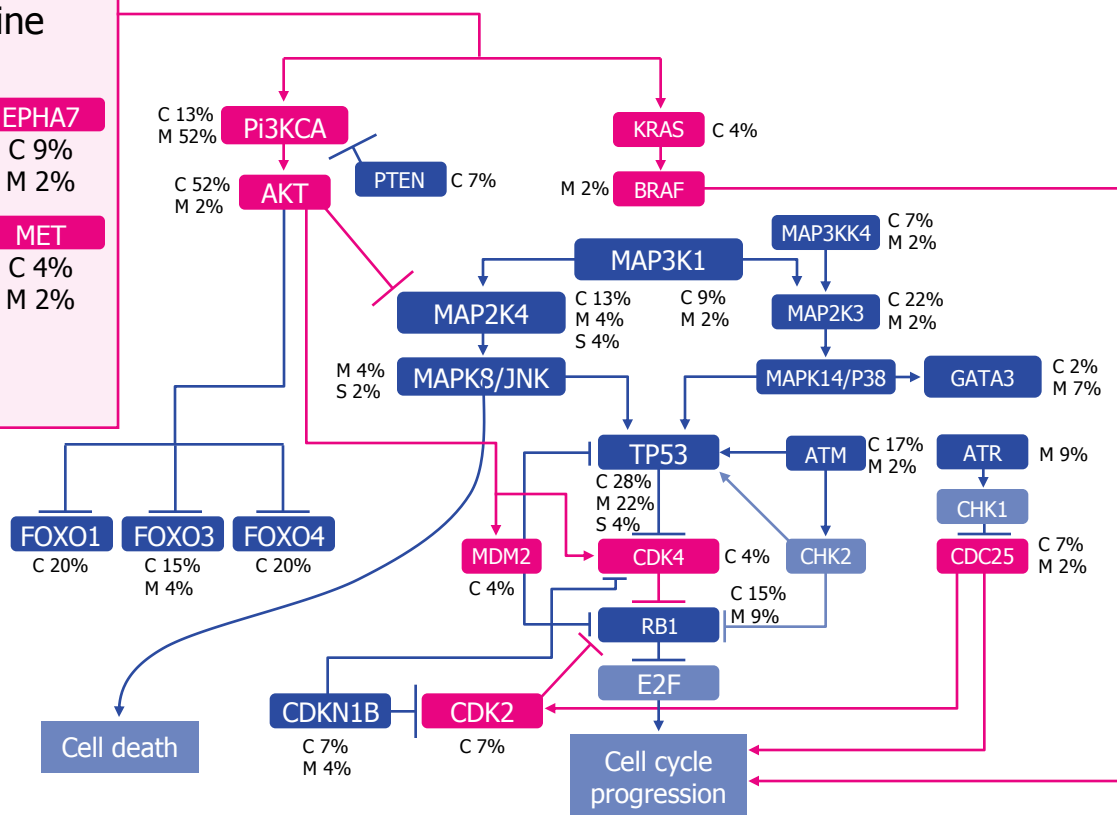 ine
EPHA7
C 9%
M 2%
MET
C 4%
M 2%
C 13%
M 52%
Pi3KCA
PTEN
C 7%
C 52%
M 2%
AKT
KRAS
C 4%
M 2%
BRAF
MAP3KK4
C 7%
M 2%
MAP3K1
C 9%
M 2%
MAP2K4
C 13%
M 4%
S 4%
MAP2K3
C 22%
M 2%
M 4%
S 2%
MAPK8/JNK
MAPK14/P38
GATA3
C 2%
M 7%
TP53
C 28%
M 22%
S 4%
ATM
C 17%
M 2%
ATR
M 9%
CHK1
FOXO1
C 20%
FOXO3
C 15%
M 4%
FOXO4
C 20%
MDM2
C 4%
CDK4
C 4%
CHK2
CDC25
C 7%
M 2%
C 15%
M 9%
RB1
E2F
CDKN1B
C 7%
M 4%
CDK2
C 7%
Cell death
Cell cycle
progression